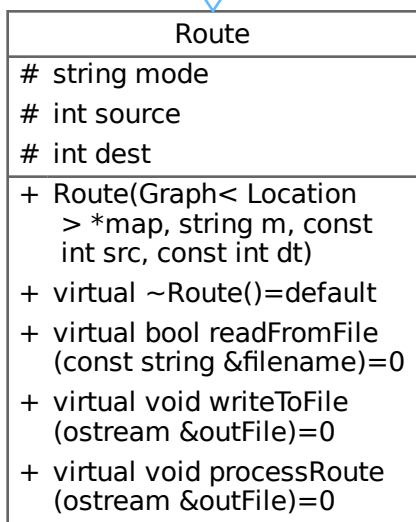 Route
# string mode
# int source
# int dest
+ Route(Graph< Location
> *map, string m, const
int src, const int dt)
+ virtual ~Route()=default
+ virtual bool readFromFile
(const string &filename)=0
+ virtual void writeToFile
(ostream &outFile)=0
+ virtual void processRoute
(ostream &outFile)=0